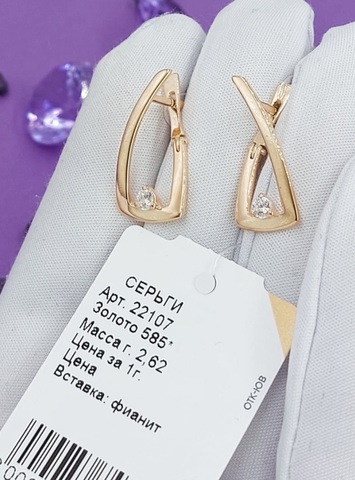 СЕРЬГИ
Арт. 22107
Золото 585°
Масса г. 2,62
Цена за 1г.
Цена
Вставка: фианит
ОТК-ЮВ